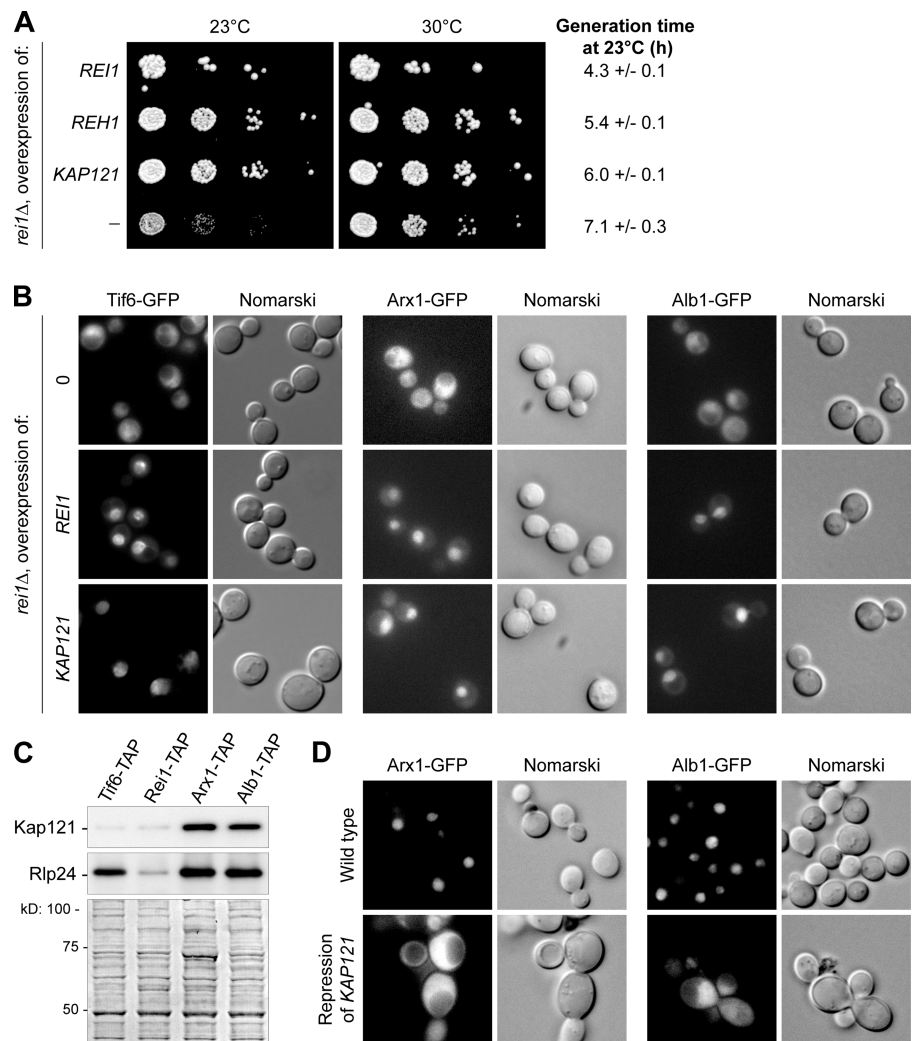 A
23°C
30°C
Generation time
at 23°C (h)
rei1Δ, overexpression of:
REI1
4.3 +/- 0.1
REH1
5.4 +/- 0.1
KAP121
6.0 +/- 0.1
–
7.1 +/- 0.3
B
Tif6-GFP
Nomarski
Arx1-GFP
Nomarski
Alb1-GFP
Nomarski
rei1Δ, overexpression of:
0
REI1
KAP121
C
Tif6-TAP
Rei1-TAP
Arx1-TAP
Alb1-TAP
Kap121 -
Rlp24 -
kD: 100 -
75 -
50 -
D
Arx1-GFP
Nomarski
Alb1-GFP
Nomarski
Wild type
Repression
of KAP121